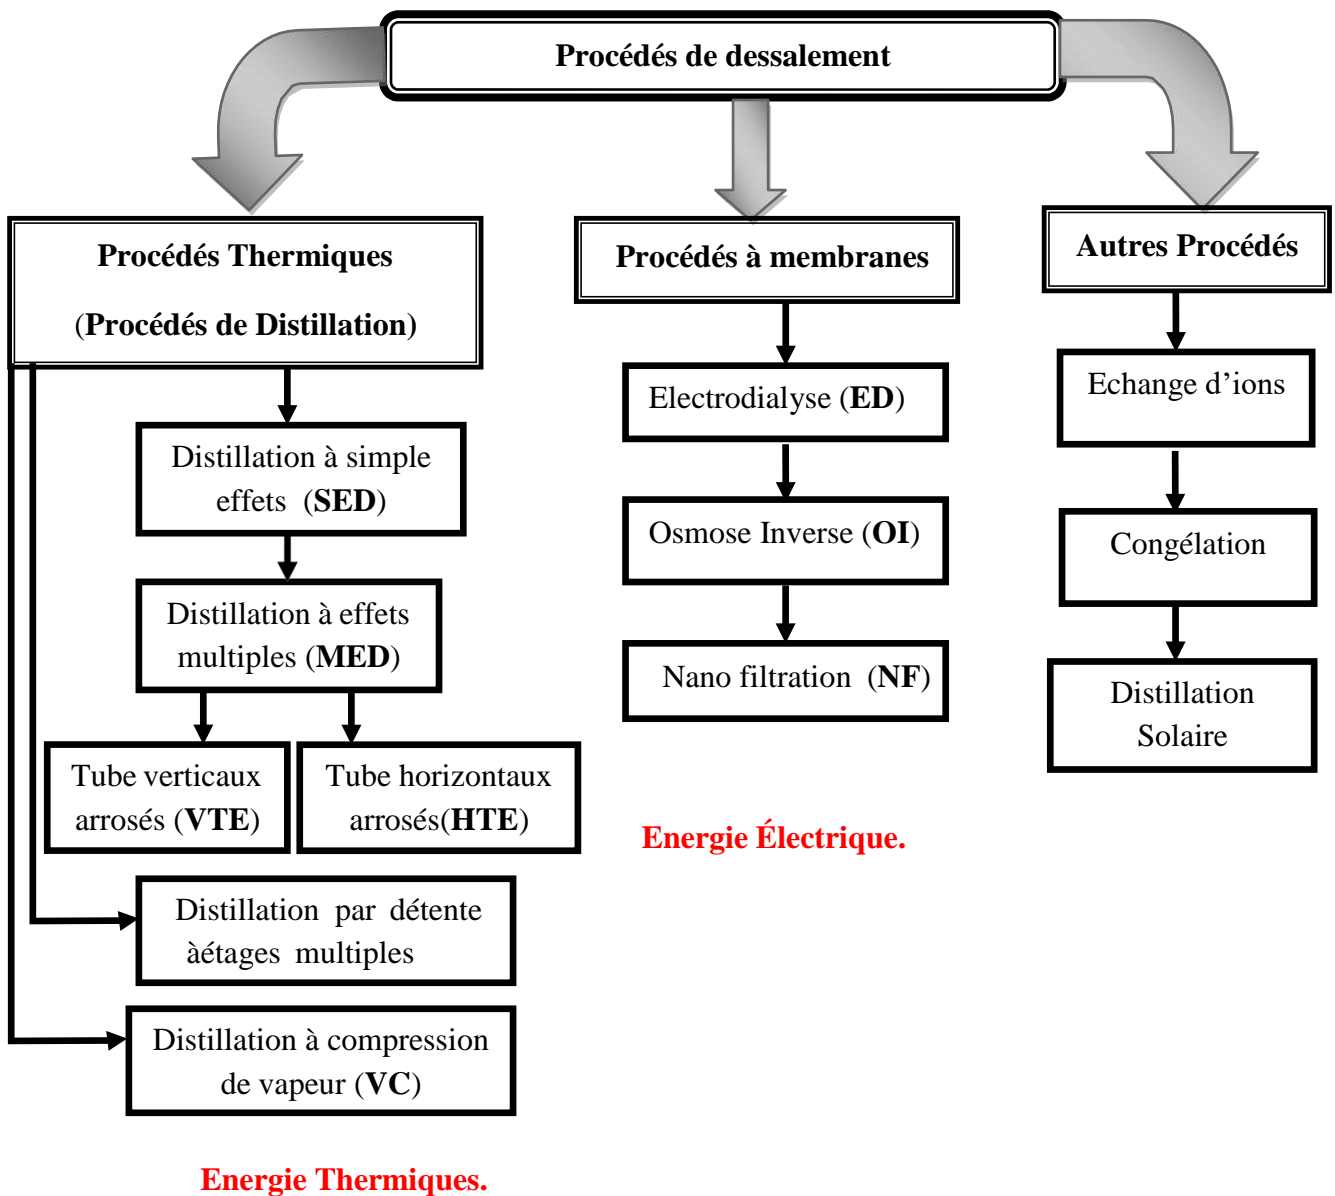 Procédés de dessalement
Procédés Thermiques
(Procédés de Distillation)
Distillation à simple
effets (SED)
Distillation à effets
multiples (MED)
Tube verticaux
arrosés (VTE)
Tube horizontaux
arrosés(HTE)
Distillation par détente
àétages multiples
Distillation à compression
de vapeur (VC)
Energie Thermiques.
Procédés à membranes
Electrodialyse (ED)
Osmose Inverse (OI)
Nano filtration (NF)
Energie Électrique.
Autres Procédés
Echange d’ions
Congélation
Distillation
Solaire